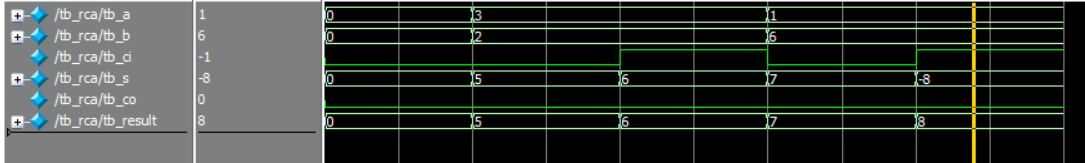 /tb_rca/tb_a 1 0 3 1
/tb_rca/tb_b 6 0 2 6
/tb_rca/tb_ci -1
/tb_rca/tb_s -8 0 5 6 7 -8
/tb_rca/tb_co 0
/tb_rca/tb_result 8 0 5 6 7 8